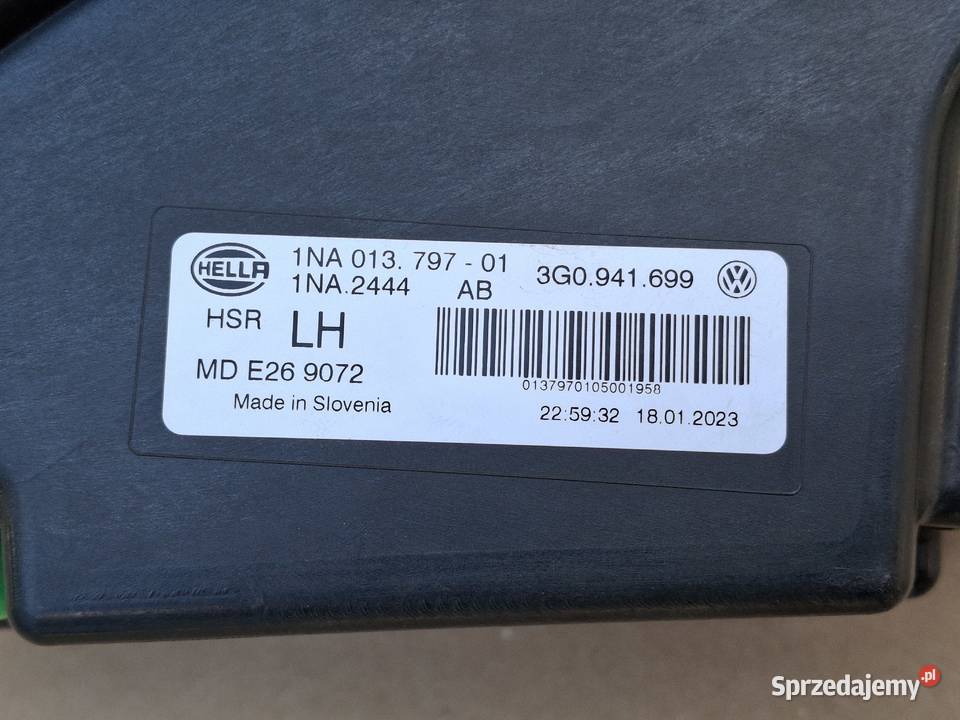 HELLA
1NA 013. 797 - 01
1NA.2444
AB
3G0.941.699
HSR LH
MD E26 9072
Made in Slovenia
0137970105001958
22:59:32 18.01.2023
Sprzedajemy.pl